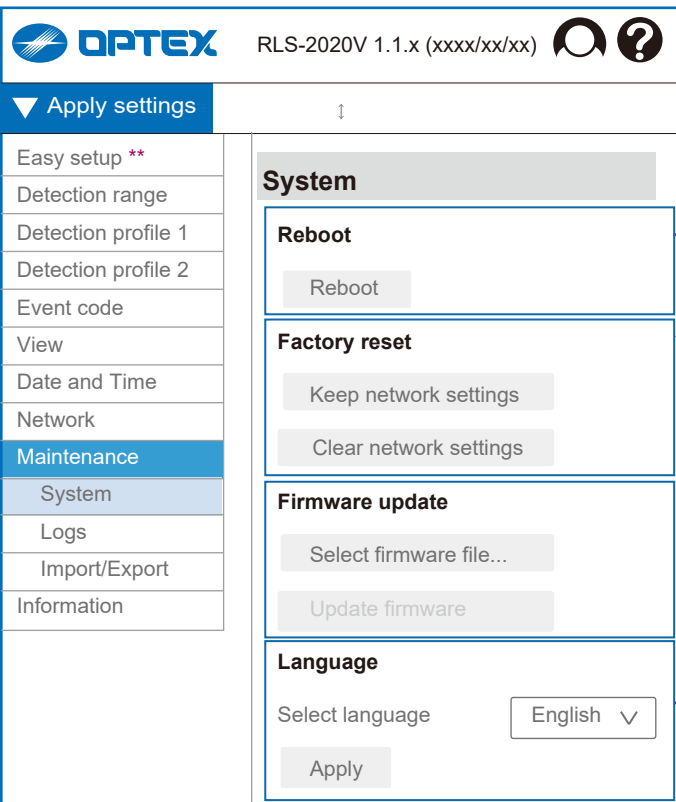 OPTEX RLS-2020V 1.1.x (xxxx/xx/xx) ?
Apply settings
Easy setup **
Detection range
Detection profile 1
Detection profile 2
Event code
View
Date and Time
Network
Maintenance
System
Logs
Import/Export
Information
System
Reboot
Reboot
Factory reset
Keep network settings
Clear network settings
Firmware update
Select firmware file...
Update firmware
Language
Select language English
Apply